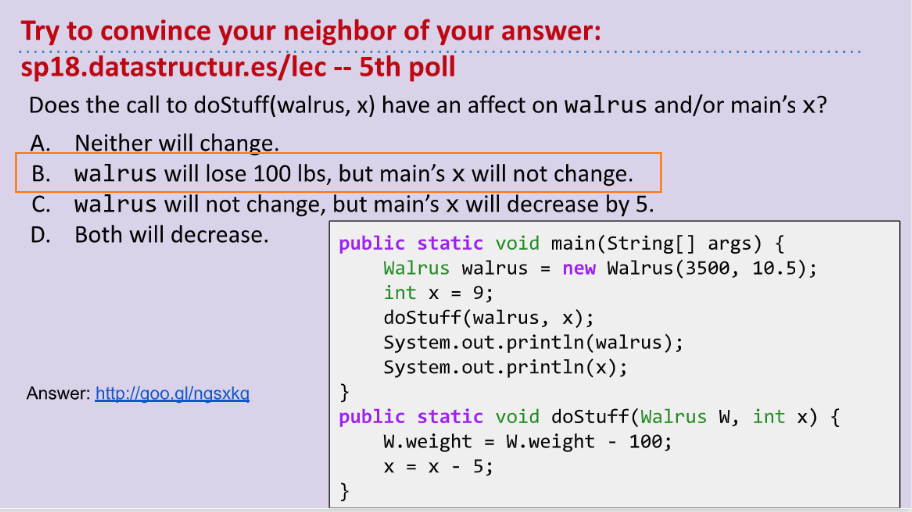 Try to convince your neighbor of your answer:
sp18.datastructur.es/lec -- 5th poll
Does the call to doStuff(walrus, x) have an affect on walrus and/or main's x?
A. Neither will change.
B. walrus will lose 100 lbs, but main's x will not change.
C. walrus will not change, but main's x will decrease by 5.
D. Both will decrease.
public static void main(String[] args) {
    Walrus walrus = new Walrus(3500, 10.5);
    int x = 9;
    doStuff(walrus, x);
    System.out.println(walrus);
    System.out.println(x);
}
public static void doStuff(Walrus W, int x) {
    W.weight = W.weight - 100;
    x = x - 5;
}
Answer: http://goo.gl/ngsxkq